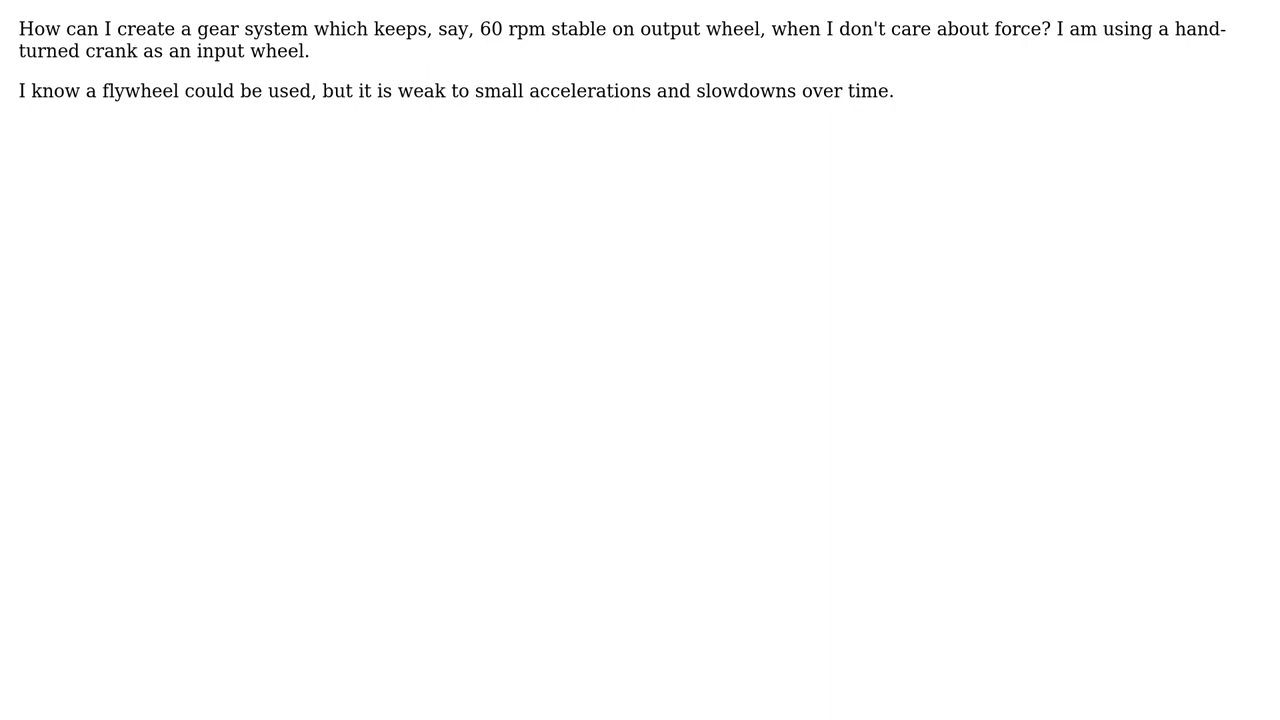 How can I create a gear system which keeps, say, 60 rpm stable on output wheel, when I don't care about force? I am using a hand-
turned crank as an input wheel.
I know a flywheel could be used, but it is weak to small accelerations and slowdowns over time.